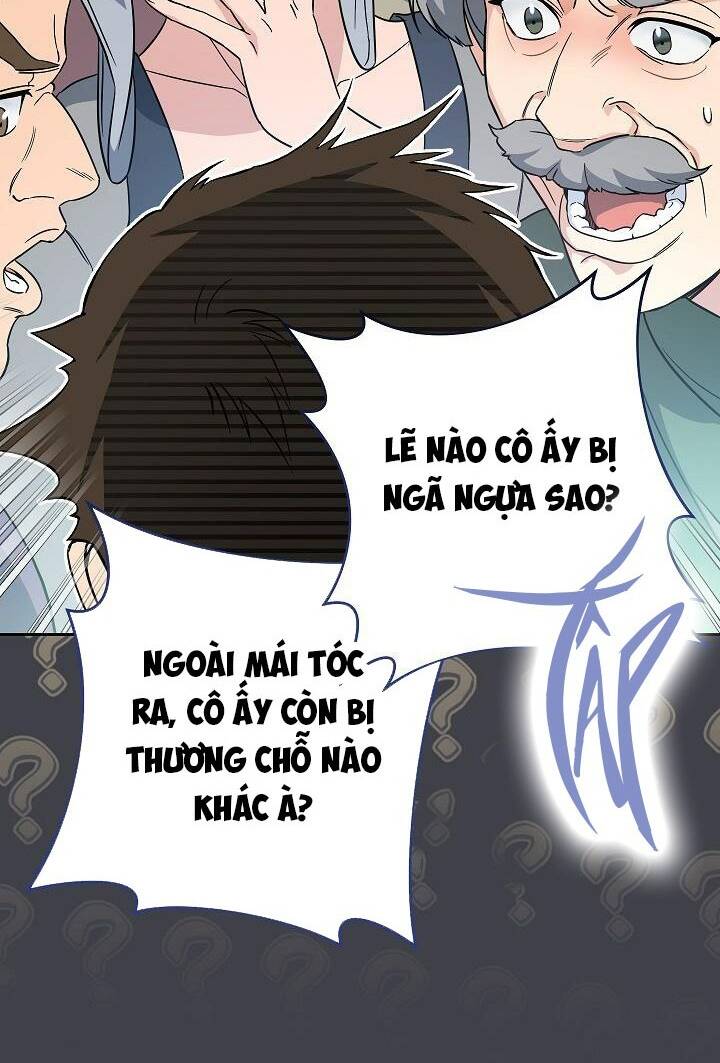 LẼ NÀO CÔ ẤY BỊ
NGÃ NGỰA SAO?
TẤP
NGOÀI MÁI TÓC
RA, CÔ ẤY CÒN BỊ
THƯƠNG CHỖ NÀO
KHÁC À?